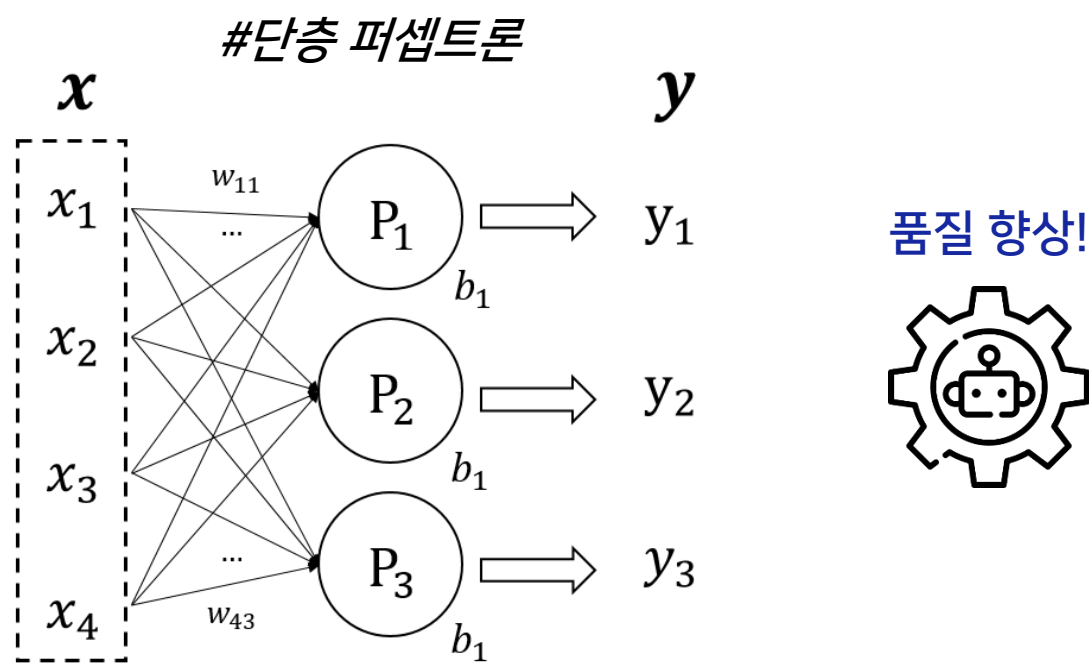 #단층 퍼셉트론
x
y
w₁₁
...
x₁
P₁
y₁
b₁
품질 향상!
x₂
P₂
y₂
b₁
x₃
...
P₃
y₃
x₄
w₄₃
b₁